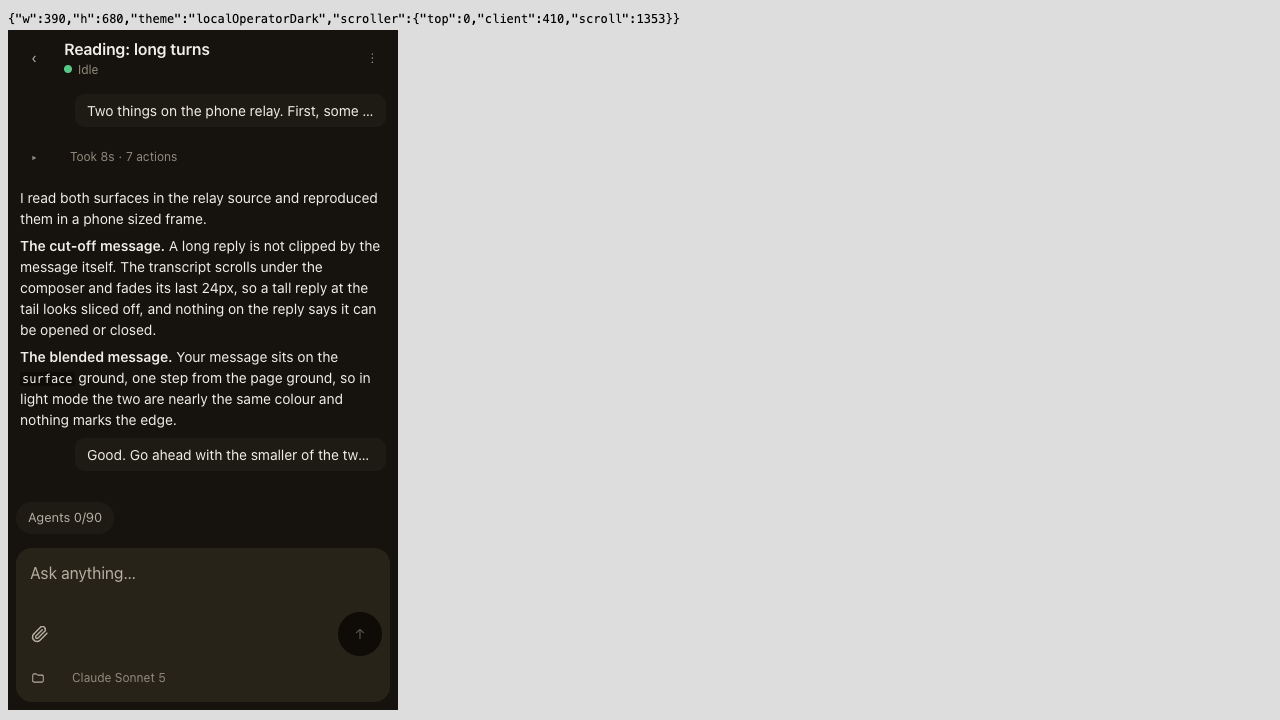 {"w":390,"h":680,"theme":"localOperatorDark","scroller":{"top":0,"client":410,"scroll":1353}}
Reading: long turns
Idle
Two things on the phone relay. First, some ...
Took 8s · 7 actions
I read both surfaces in the relay source and reproduced
them in a phone sized frame.
The cut-off message. A long reply is not clipped by the
message itself. The transcript scrolls under the
composer and fades its last 24px, so a tall reply at the
tail looks sliced off, and nothing on the reply says it can
be opened or closed.
The blended message. Your message sits on the
surface ground, one step from the page ground, so in
light mode the two are nearly the same colour and
nothing marks the edge.
Good. Go ahead with the smaller of the tw...
Agents 0/90
Ask anything...
Claude Sonnet 5